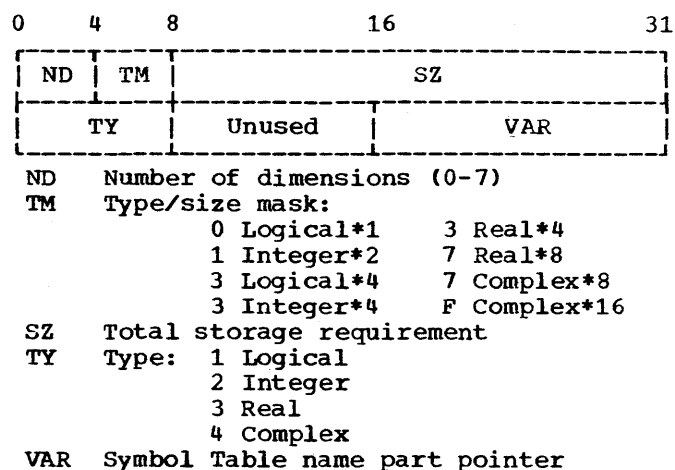 0 4 8 16 31
ND TM SZ
TY Unused VAR
ND Number of dimensions (0-7)
TM Type/size mask:
0 Logical*1 3 Real*4
1 Integer*2 7 Real*8
3 Logical*4 7 Complex*8
3 Integer*4 F Complex*16
SZ Total storage requirement
TY Type: 1 Logical
2 Integer
3 Real
4 Complex
VAR Symbol Table name part pointer